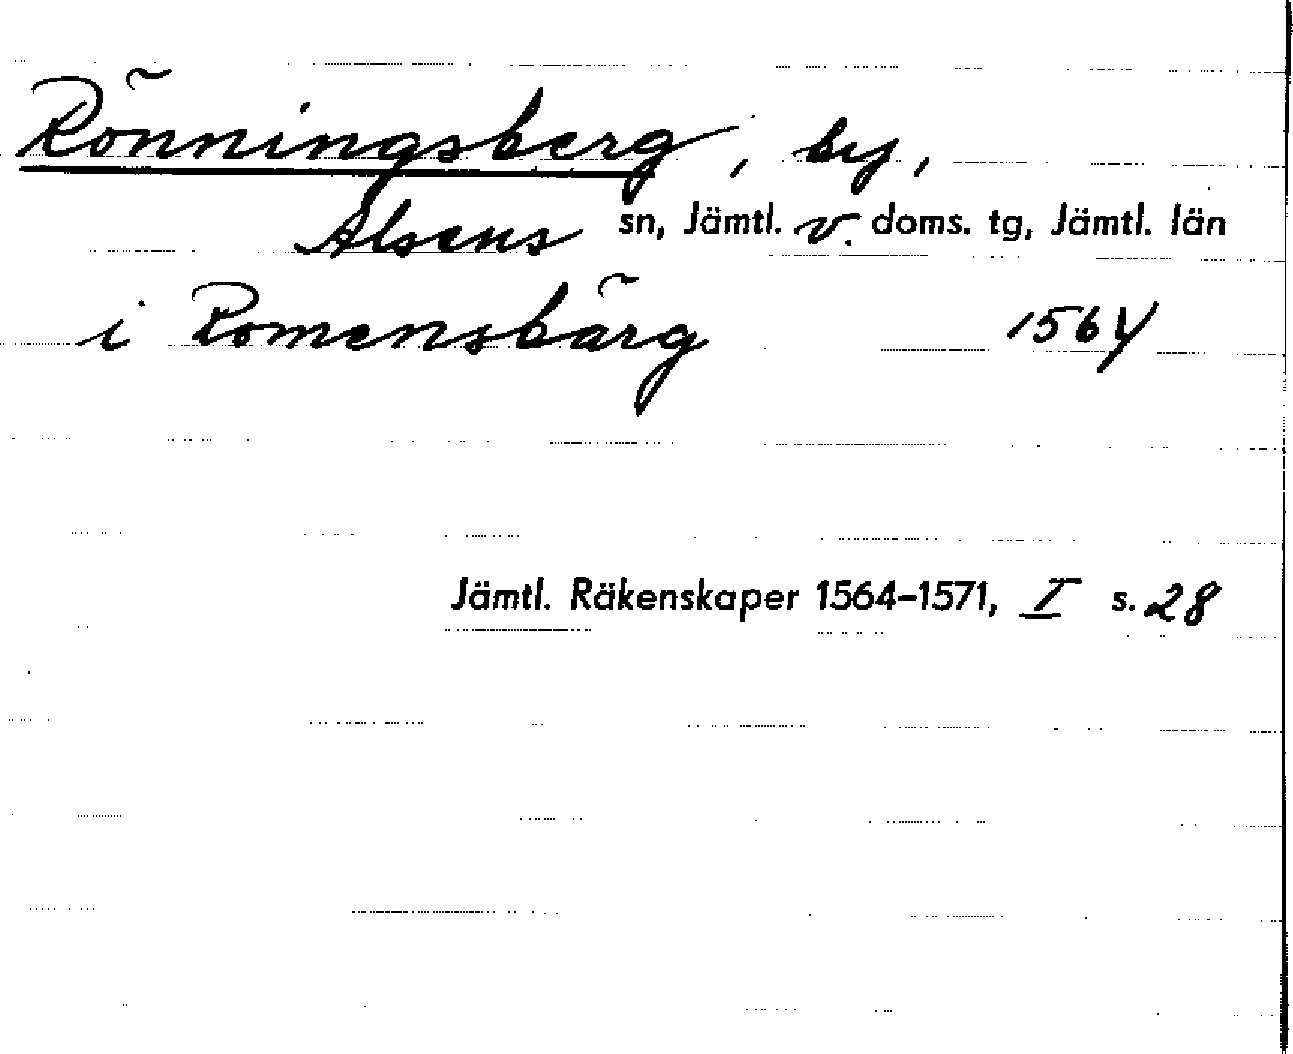 Rönningsberg, by,
Alsens sn, Jämtl. v. doms. tg, Jämtl. län
i Romensbärg 1564
Jämtl. Räkenskaper 1564–1571, I s. 28